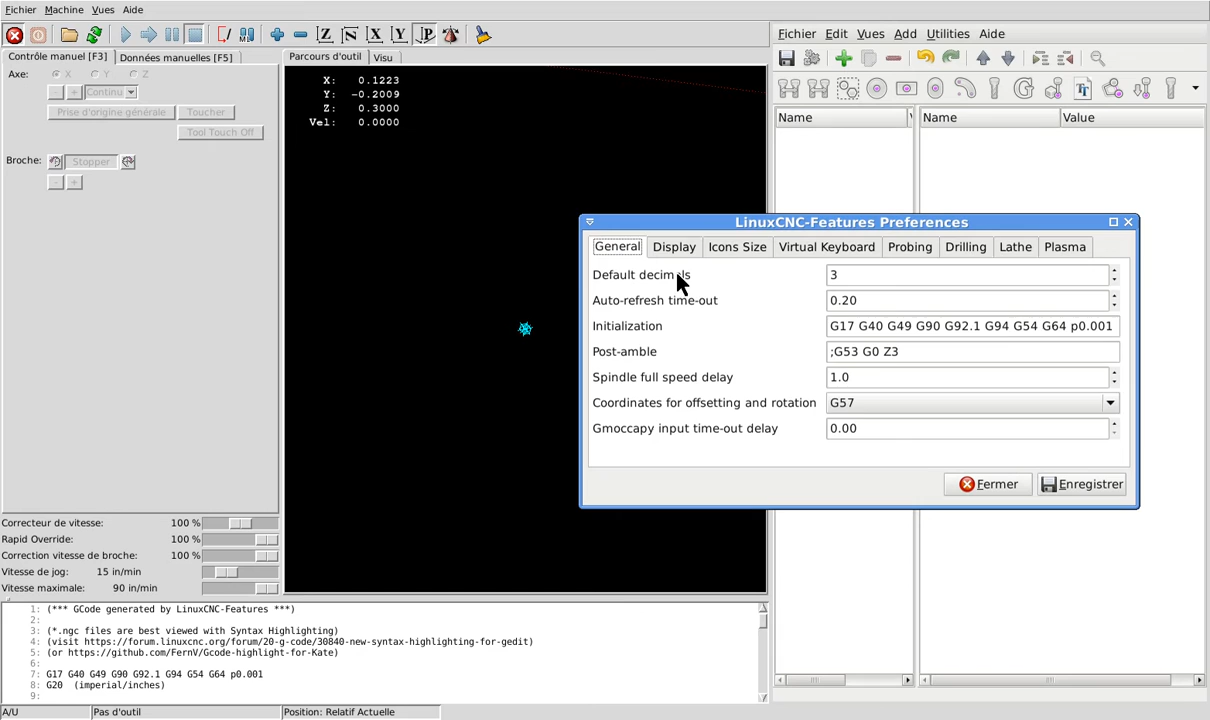 Fichier Machine Vues Aide
Contrôle manuel [F3] Données manuelles [F5]
Axe: X Y Z
- + Continu
Prise d'origine générale Toucher
Tool Touch Off
Broche: Stopper
- +
Correcteur de vitesse: 100 %
Rapid Override: 100 %
Correction vitesse de broche: 100 %
Vitesse de jog: 15 in/min
Vitesse maximale: 90 in/min
Parcours d'outil Visu
X: 0.1223
Y: -0.2009
Z: 0.3000
Vel: 0.0000
Fichier Edit Vues Add Utilities Aide
Name Name Value
LinuxCNC-Features Preferences
General Display Icons Size Virtual Keyboard Probing Drilling Lathe Plasma
Default decimals 3
Auto-refresh time-out 0.20
Initialization G17 G40 G49 G90 G92.1 G94 G54 G64 p0.001
Post-amble ;G53 G0 Z3
Spindle full speed delay 1.0
Coordinates for offsetting and rotation G57
Gmoccapy input time-out delay 0.00
Fermer Enregistrer
1: (*** GCode generated by LinuxCNC-Features ***)
2:
3: (*.ngc files are best viewed with Syntax Highlighting)
4: (visit https://forum.linuxcnc.org/forum/20-g-code/30840-new-syntax-highlighting-for-gedit)
5: (or https://github.com/FernV/Gcode-highlight-for-Kate)
6:
7: G17 G40 G49 G90 G92.1 G94 G54 G64 p0.001
8: G20 (imperial/inches)
9:
A/U Pas d'outil Position: Relatif Actuelle